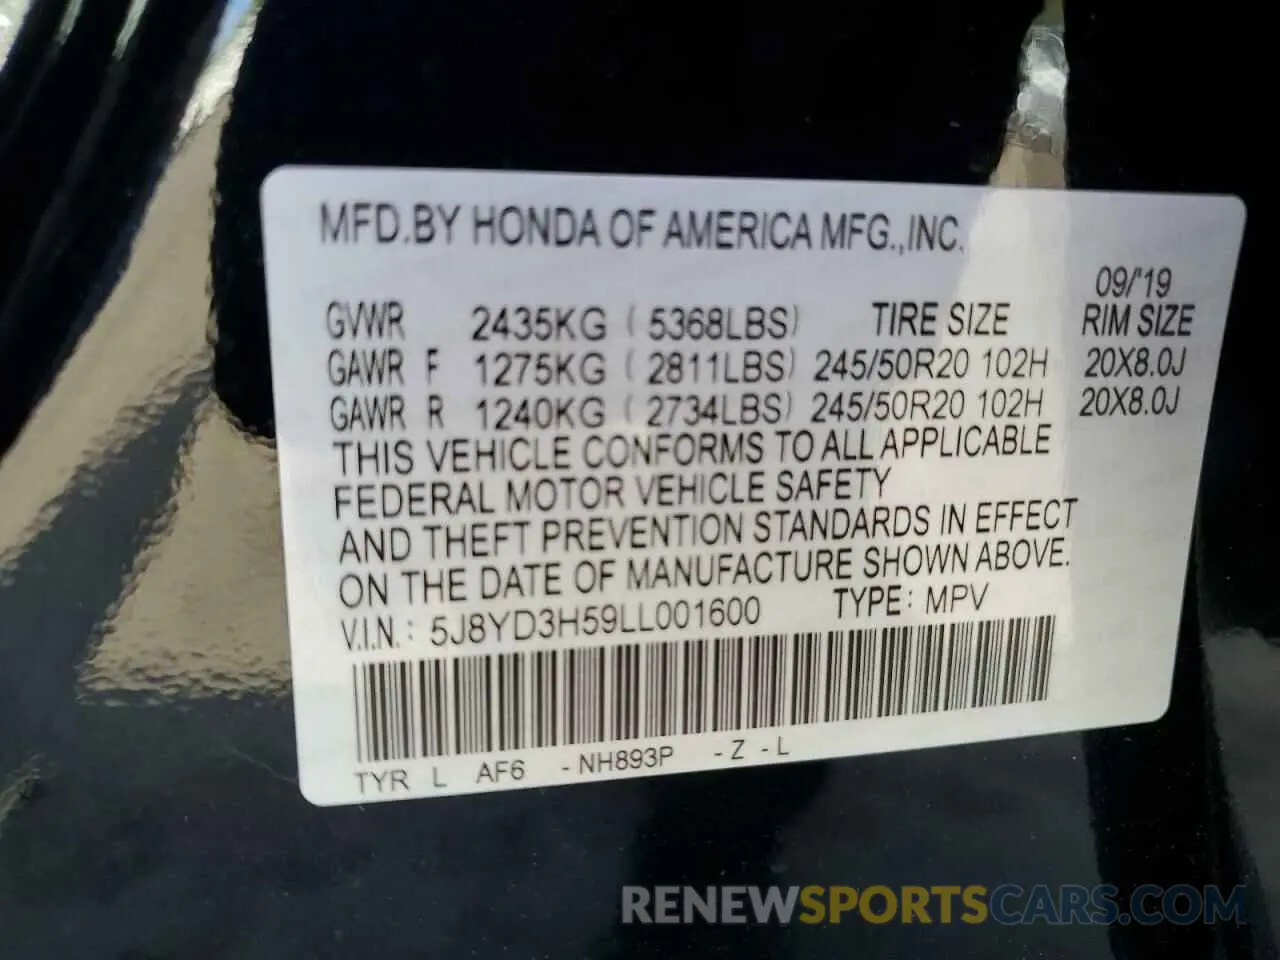 MFD.BY HONDA OF AMERICA MFG.,INC.
09/'19
GVWR 2435KG ( 5368LBS) TIRE SIZE RIM SIZE
GAWR F 1275KG ( 2811LBS) 245/50R20 102H 20X8.0J
GAWR R 1240KG ( 2734LBS) 245/50R20 102H 20X8.0J
THIS VEHICLE CONFORMS TO ALL APPLICABLE
FEDERAL MOTOR VEHICLE SAFETY
AND THEFT PREVENTION STANDARDS IN EFFECT
ON THE DATE OF MANUFACTURE SHOWN ABOVE.
V.I.N.: 5J8YD3H59LL001600 TYPE: MPV
TYR L AF6 -NH893P -Z -L
RENEWSPORTSCARS.COM